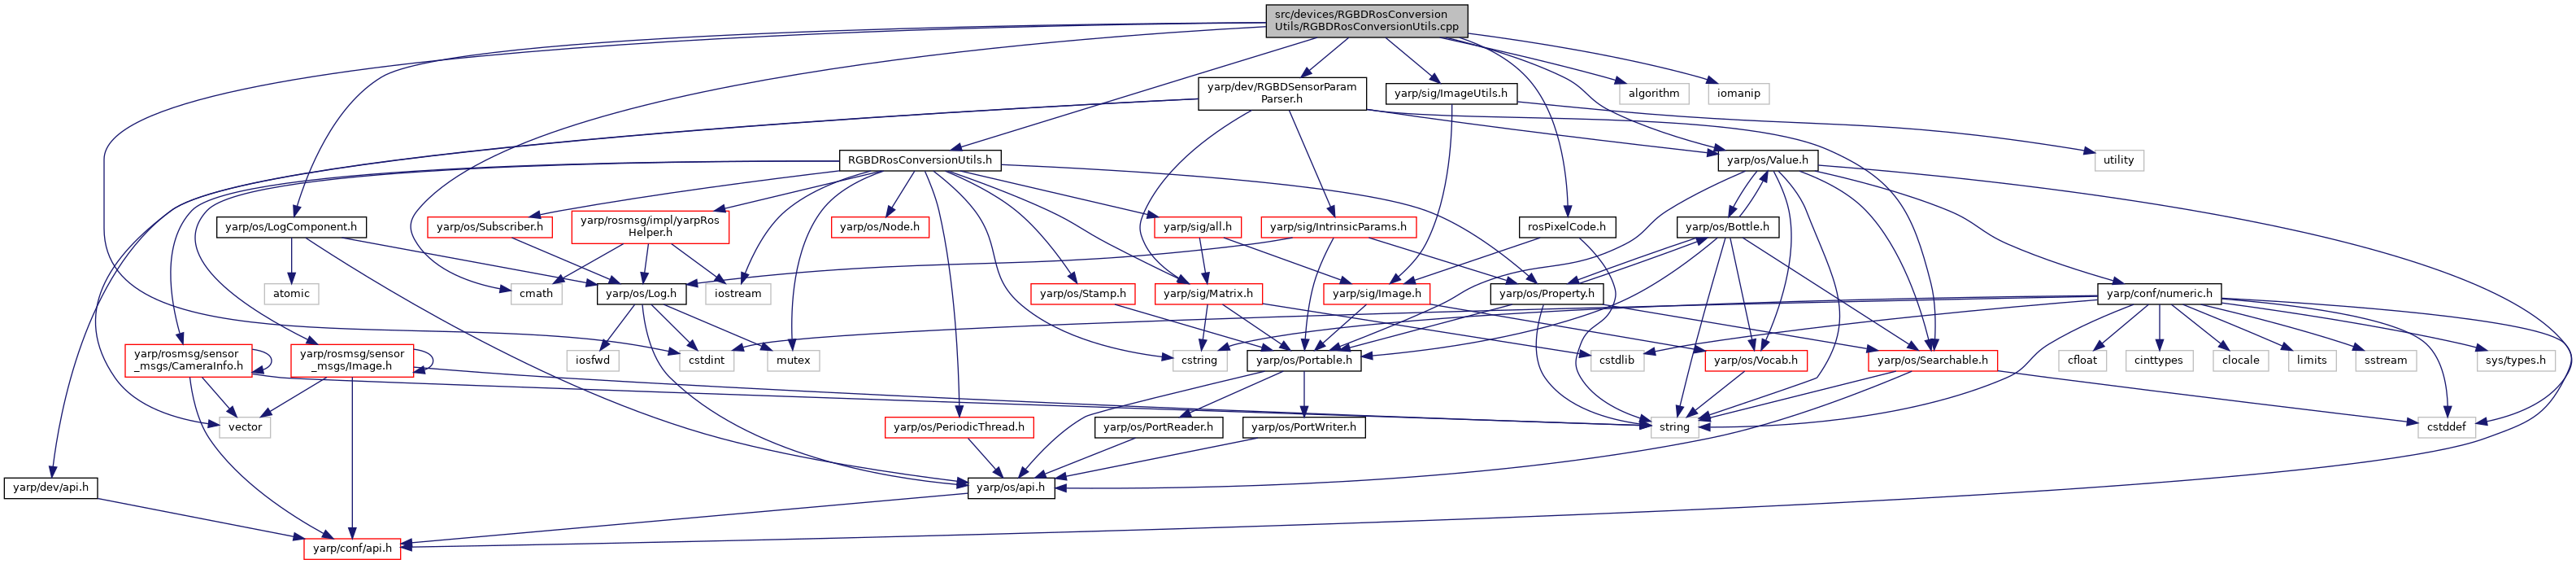 src/devices/RGBDRosConversion
Utils/RGBDRosConversionUtils.cpp
yarp/dev/RGBDSensorParam
Parser.h
yarp/sig/ImageUtils.h
algorithm
iomanip
RGBDRosConversionUtils.h
yarp/os/Value.h
utility
yarp/os/LogComponent.h
yarp/os/Subscriber.h
yarp/rosmsg/impl/yarpRos
Helper.h
yarp/os/Node.h
yarp/sig/all.h
yarp/sig/IntrinsicParams.h
rosPixelCode.h
yarp/os/Bottle.h
atomic
cmath
yarp/os/Log.h
iostream
yarp/os/Stamp.h
yarp/sig/Matrix.h
yarp/sig/Image.h
yarp/os/Property.h
yarp/conf/numeric.h
yarp/rosmsg/sensor
_msgs/CameraInfo.h
yarp/rosmsg/sensor
_msgs/Image.h
iosfwd
cstdint
mutex
cstring
yarp/os/Portable.h
cstdlib
yarp/os/Vocab.h
yarp/os/Searchable.h
cfloat
cinttypes
clocale
limits
sstream
sys/types.h
vector
yarp/os/PeriodicThread.h
yarp/os/PortReader.h
yarp/os/PortWriter.h
string
cstddef
yarp/dev/api.h
yarp/os/api.h
yarp/conf/api.h